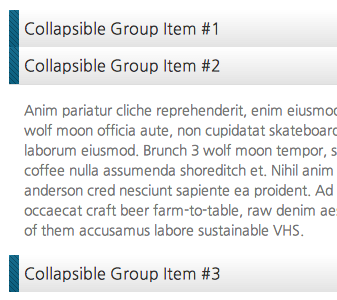 Collapsible Group Item #1
Collapsible Group Item #2
Anim pariatur cliche reprehenderit, enim
wolf moon officia aute, non cupidatat
laborum eiusmod. Brunch 3 wolf moon tempor,
coffee nulla assumenda shoreditch et. Nihil anim
anderson cred nesciunt sapiente ea proident. Ad
occaecat craft beer farm-to-table, raw denim
of them accusamus labore sustainable VHS.
Collapsible Group Item #3